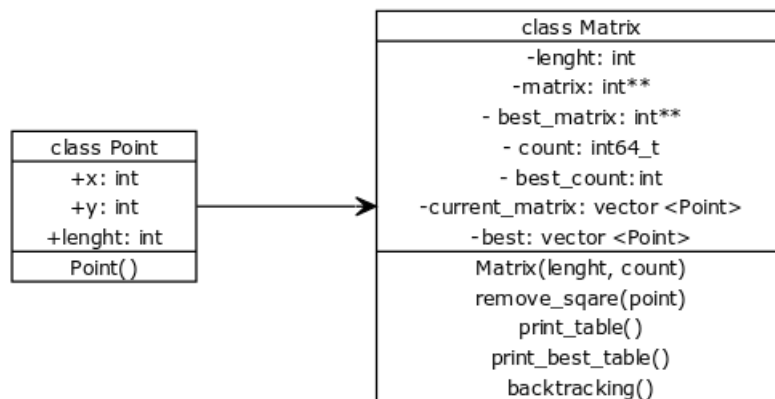 class Point
+x: int
+y: int
+lenght: int
Point()
class Matrix
-lenght: int
-matrix: int**
- best_matrix: int**
- count: int64_t
- best_count:int
-current_matrix: vector <Point>
-best: vector <Point>
Matrix(lenght, count)
remove_sqare(point)
print_table()
print_best_table()
backtracking()